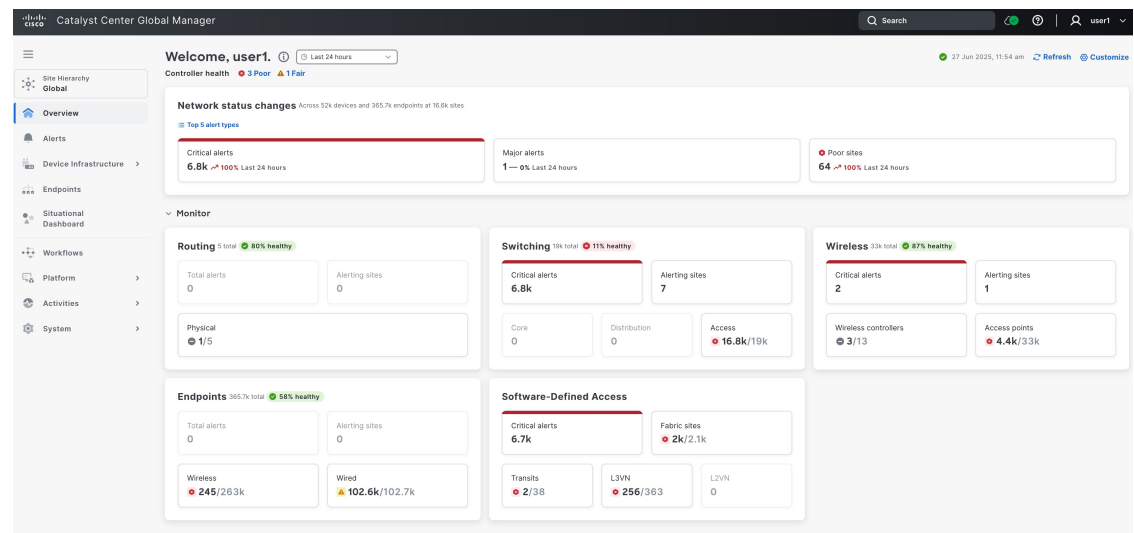 CISCO Catalyst Center Global Manager
Search
user1
Site Hierarchy
Global
Overview
Alerts
Device Infrastructure
Endpoints
Situational
Dashboard
Workflows
Platform
Activities
System
Welcome, user1. Last 24 hours
27 Jun 2025, 11:54 am Refresh Customize
Controller health 3 Poor 1 Fair
Network status changes Across 52k devices and 365.7k endpoints at 16.6k sites
Top 5 alert types
Critical alerts
6.8k 100% Last 24 hours
Major alerts
1 — 0% Last 24 hours
Poor sites
64 100% Last 24 hours
Monitor
Routing 5 total 80% healthy
Total alerts
0
Alerting sites
0
Physical
1/5
Switching 19k total 11% healthy
Critical alerts
6.8k
Alerting sites
7
Core
0
Distribution
0
Access
16.8k/19k
Wireless 33k total 87% healthy
Critical alerts
2
Alerting sites
1
Wireless controllers
3/13
Access points
4.4k/33k
Endpoints 365.7k total 58% healthy
Total alerts
0
Alerting sites
0
Wireless
245/263k
Wired
102.6k/102.7k
Software-Defined Access
Critical alerts
6.7k
Fabric sites
2k/2.1k
Transits
2/38
L3VN
256/363
L2VN
0